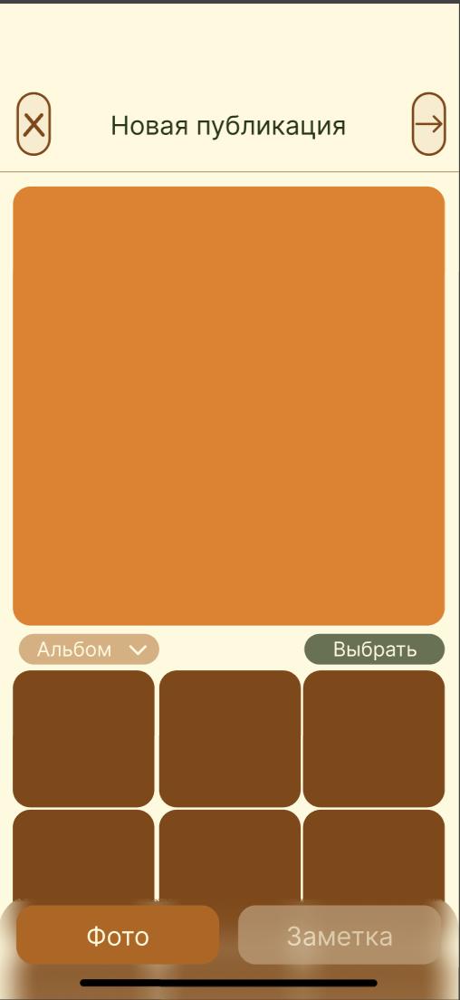 Новая публикация
Альбом
Выбрать
Фото
Заметка